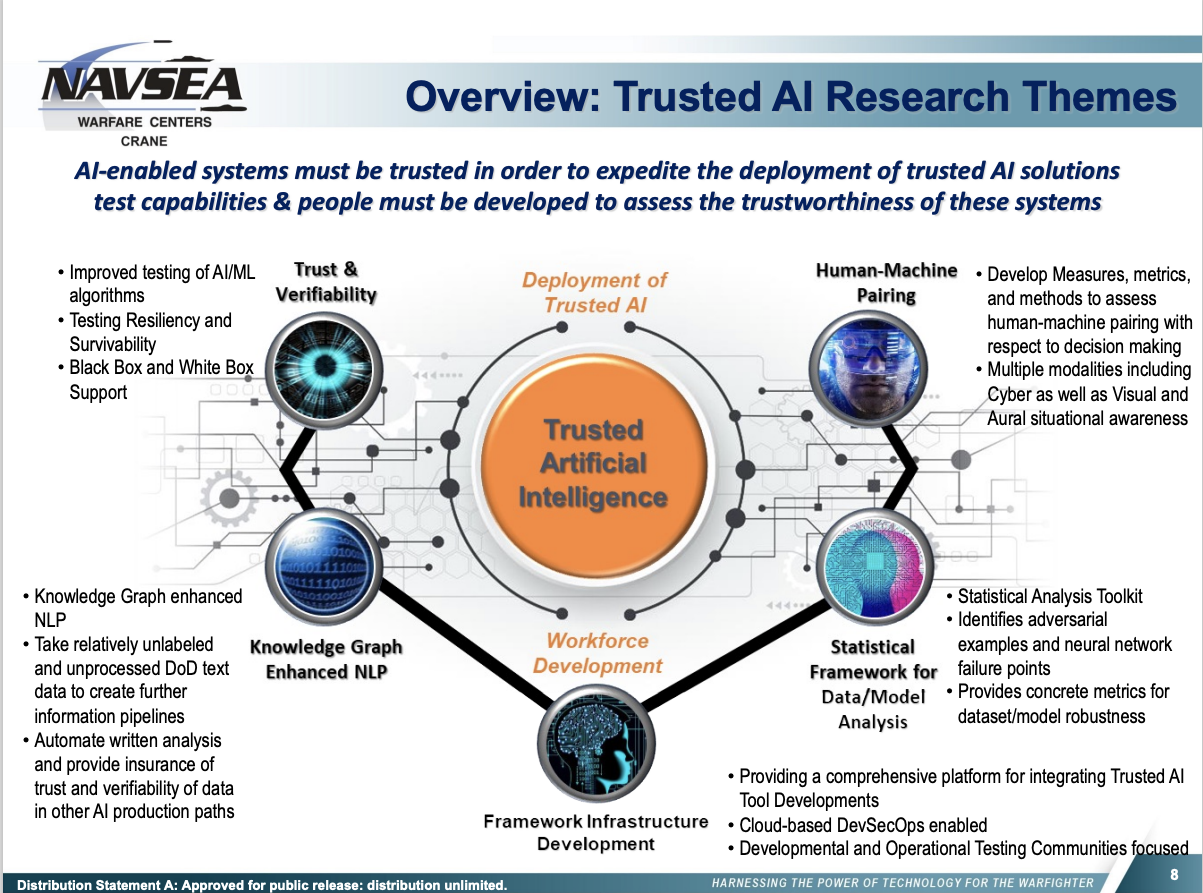 NAVSEA
WARFARE CENTERS
CRANE
Overview: Trusted AI Research Themes
AI-enabled systems must be trusted in order to expedite the deployment of trusted AI solutions
test capabilities & people must be developed to assess the trustworthiness of these systems
• Improved testing of AI/ML
algorithms
• Testing Resiliency and
Survivability
• Black Box and White Box
Support
Trust &
Verifiability
Deployment of
Trusted AI
Human-Machine
Pairing
• Develop Measures, metrics,
and methods to assess
human-machine pairing with
respect to decision making
• Multiple modalities including
Cyber as well as Visual and
Aural situational awareness
Trusted
Artificial
Intelligence
• Knowledge Graph enhanced
NLP
• Take relatively unlabeled
and unprocessed DoD text
data to create further
information pipelines
• Automate written analysis
and provide insurance of
trust and verifiability of data
in other AI production paths
Knowledge Graph
Enhanced NLP
Workforce
Development
Statistical
Framework for
Data/Model
Analysis
• Statistical Analysis Toolkit
• Identifies adversarial
examples and neural network
failure points
• Provides concrete metrics for
dataset/model robustness
Framework Infrastructure
Development
• Providing a comprehensive platform for integrating Trusted AI
Tool Developments
• Cloud-based DevSecOps enabled
• Developmental and Operational Testing Communities focused
Distribution Statement A: Approved for public release: distribution unlimited.
HARNESSING THE POWER OF TECHNOLOGY FOR THE WARFIGHTER
8